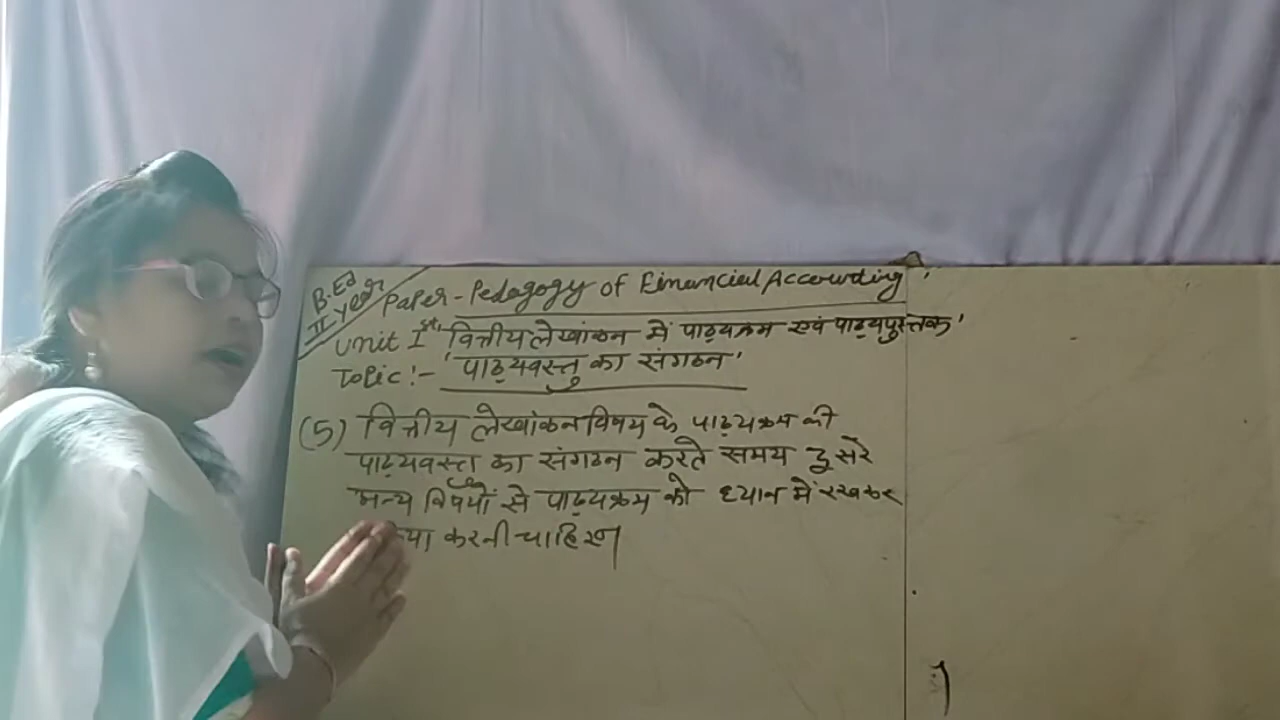 B.Ed
II Year
Paper - Pedagogy of Financial Accounting'
Unit Ist 'वित्तीय लेखांकन में पाठ्यक्रम एवं पाठ्यपुस्तक'
Topic:- 'पाठ्यवस्तु का संगठन'
(5) वित्तीय लेखांकन विषय के पाठ्यक्रम की
पाठ्यवस्तु का संगठन करते समय दूसरे
अन्य विषयों से पाठ्यक्रम को ध्यान में रखकर
करनी चाहिए।